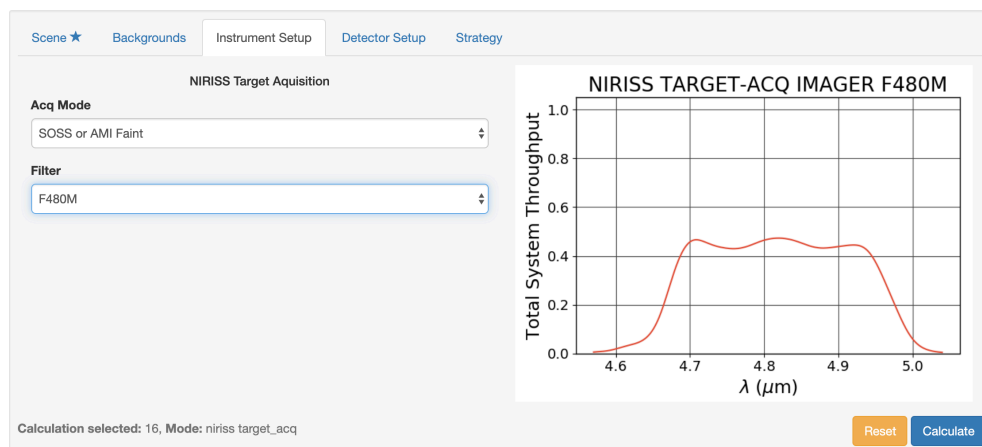 Scene ★ Backgrounds Instrument Setup Detector Setup Strategy
NIRISS Target Aquisition
Acq Mode
SOSS or AMI Faint
Filter
F480M
NIRISS TARGET-ACQ IMAGER F480M
Total System Throughput
1.0
0.8
0.6
0.4
0.2
0.0
4.6 4.7 4.8 4.9 5.0
λ (μm)
Calculation selected: 16, Mode: niriss target_acq
Reset Calculate